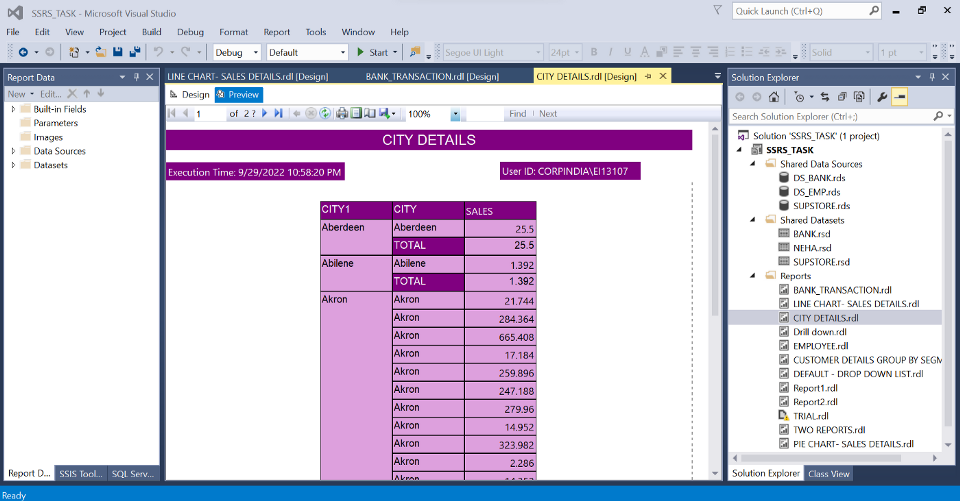 SSRS_TASK - Microsoft Visual Studio
Quick Launch (Ctrl+Q)
File Edit View Project Build Debug Format Report Tools Window Help
Debug Default Start Segoe UI Light 24pt B I U A Solid 1 pt
Report Data
New Edit...
Built-in Fields
Parameters
Images
Data Sources
Datasets
Report D... SSIS Tool... SQL Serv...
LINE CHART- SALES DETAILS.rdl [Design] BANK_TRANSACTION.rdl [Design] CITY DETAILS.rdl [Design]
Design Preview
1 of 2 ? 100% Find | Next
CITY DETAILS
Execution Time: 9/29/2022 10:58:20 PM
User ID: CORPINDIA\EI13107
CITY1 CITY SALES
Aberdeen Aberdeen 25.5
TOTAL 25.5
Abilene Abilene 1.392
TOTAL 1.392
Akron Akron 21.744
Akron 284.364
Akron 665.408
Akron 17.184
Akron 259.896
Akron 247.188
Akron 279.96
Akron 14.952
Akron 323.982
Akron 2.286
Akron
Solution Explorer
Search Solution Explorer (Ctrl+;)
Solution 'SSRS_TASK' (1 project)
SSRS_TASK
Shared Data Sources
DS_BANK.rds
DS_EMP.rds
SUPSTORE.rds
Shared Datasets
BANK.rsd
NEHA.rsd
SUPSTORE.rsd
Reports
BANK_TRANSACTION.rdl
LINE CHART- SALES DETAILS.rdl
CITY DETAILS.rdl
Drill down.rdl
EMPLOYEE.rdl
CUSTOMER DETAILS GROUP BY SEGM
DEFAULT - DROP DOWN LIST.rdl
Report1.rdl
Report2.rdl
TRIAL.rdl
TWO REPORTS.rdl
PIE CHART- SALES DETAILS.rdl
Solution Explorer Class View
Ready